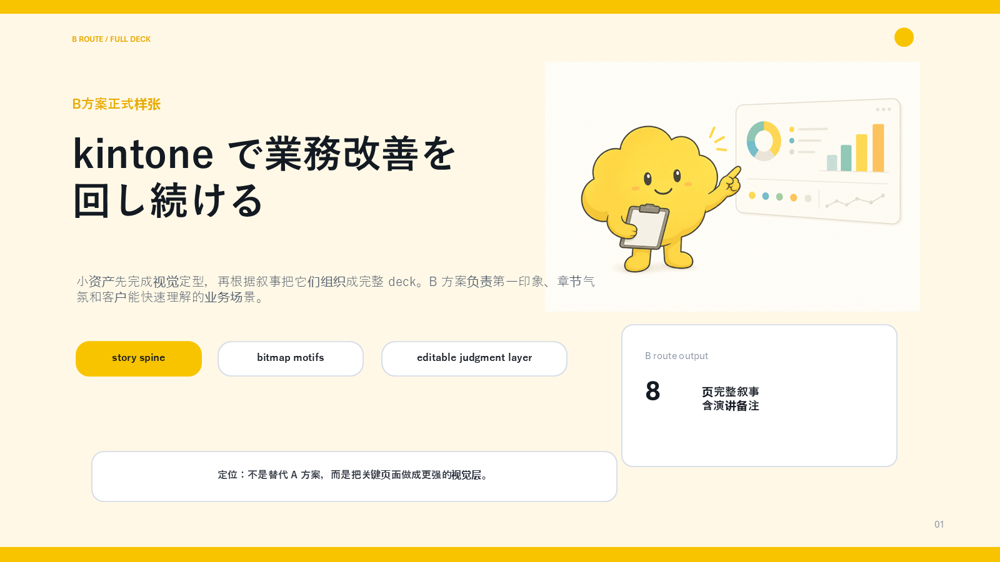 B ROUTE / FULL DECK
B方案正式样张
kintone で業務改善を
回し続ける
小资产先完成视觉定型，再根据叙事把它们组织成完整 deck。B 方案负责第一印象、章节气
氛和客户能快速理解的业务场景。
story spine
bitmap motifs
editable judgment layer
B route output
8
页完整叙事
含演讲备注
定位：不是替代 A 方案，而是把关键页面做成更强的视觉层。
01